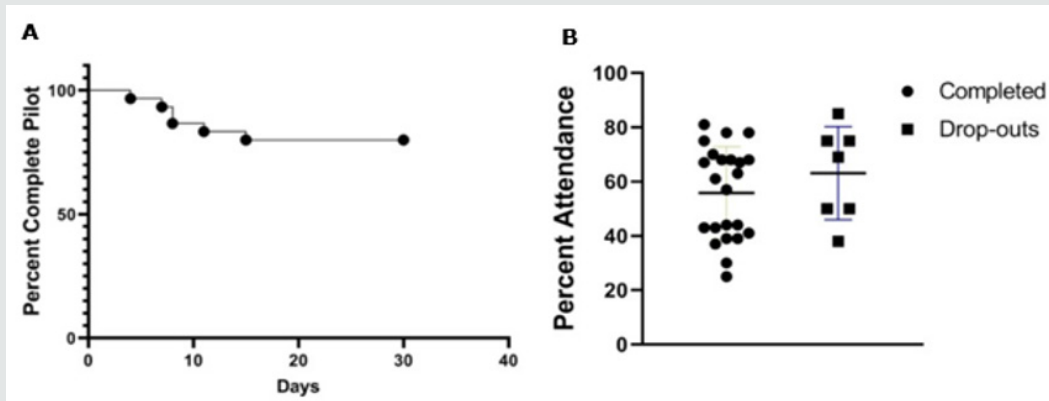 A
Percent Complete Pilot
100
50
0
0 10 20 30 40
Days
B
Percent Attendance
100
80
60
40
20
0
Completed
Drop-outs